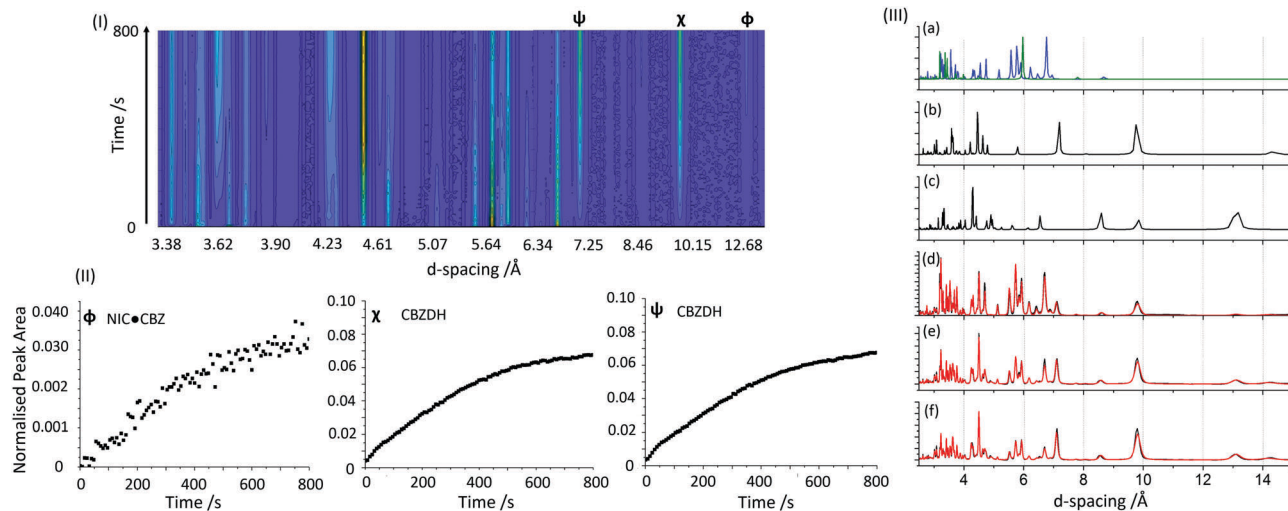 (I)
ψ χ ϕ
800
Time /s
0
3.38 3.62 3.90 4.23 4.61 5.07 5.64 6.34 7.25 8.46 10.15 12.68
d-spacing /Å
(II)
Normalised Peak Area
ϕ NIC●CBZ
0.040
0.030
0.002
0.001
0
0 200 400 600 800
Time /s
χ CBZDH
0.10
0.08
0.06
0.04
0.02
0
0 200 400 600 800
Time /s
ψ CBZDH
0.10
0.08
0.06
0.04
0.02
0
0 200 400 600 800
Time /s
(III)
(a)
(b)
(c)
(d)
(e)
(f)
4 6 8 10 12 14
d-spacing /Å